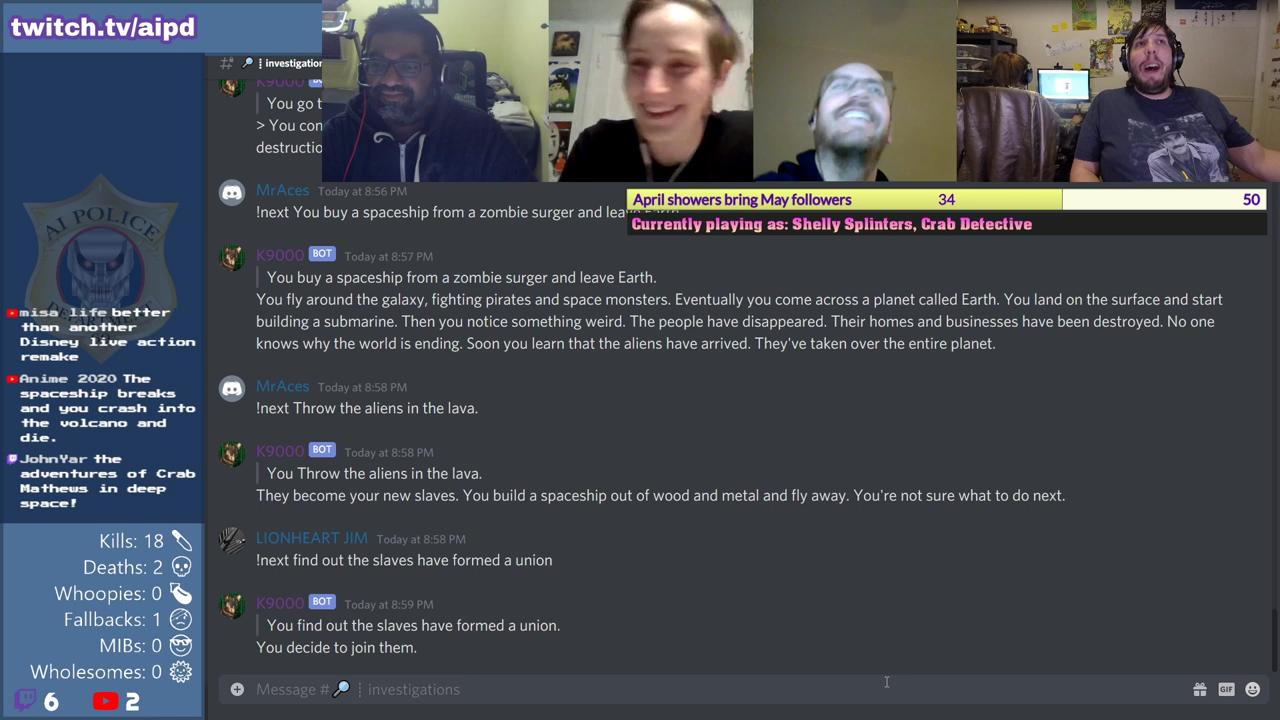 twitch.tv/aipd
# investigation
K9000 BOT
You go t
> You con
destructio
MrAces Today at 8:56 PM
!next You buy a spaceship from a zombie surger and leave Earth.
April showers bring May followers 34 50
Currently playing as: Shelly Splinters, Crab Detective
K9000 BOT Today at 8:57 PM
You buy a spaceship from a zombie surger and leave Earth.
You fly around the galaxy, fighting pirates and space monsters. Eventually you come across a planet called Earth. You land on the surface and start
building a submarine. Then you notice something weird. The people have disappeared. Their homes and businesses have been destroyed. No one
knows why the world is ending. Soon you learn that the aliens have arrived. They've taken over the entire planet.
MrAces Today at 8:58 PM
!next Throw the aliens in the lava.
K9000 BOT Today at 8:58 PM
You Throw the aliens in the lava.
They become your new slaves. You build a spaceship out of wood and metal and fly away. You're not sure what to do next.
LIONHEART JIM Today at 8:58 PM
!next find out the slaves have formed a union
K9000 BOT Today at 8:59 PM
You find out the slaves have formed a union.
You decide to join them.
Message # investigations
GIF
AI POLICE
DEPARTMENT
misa life better
than another
Disney live action
remake
Anime 2020 The
spaceship breaks
and you crash into
the volcano and
die.
JohnYar the
adventures of Crab
Mathews in deep
space!
Kills: 18
Deaths: 2
Whoopies: 0
Fallbacks: 1
MIBs: 0
Wholesomes: 0
6 2